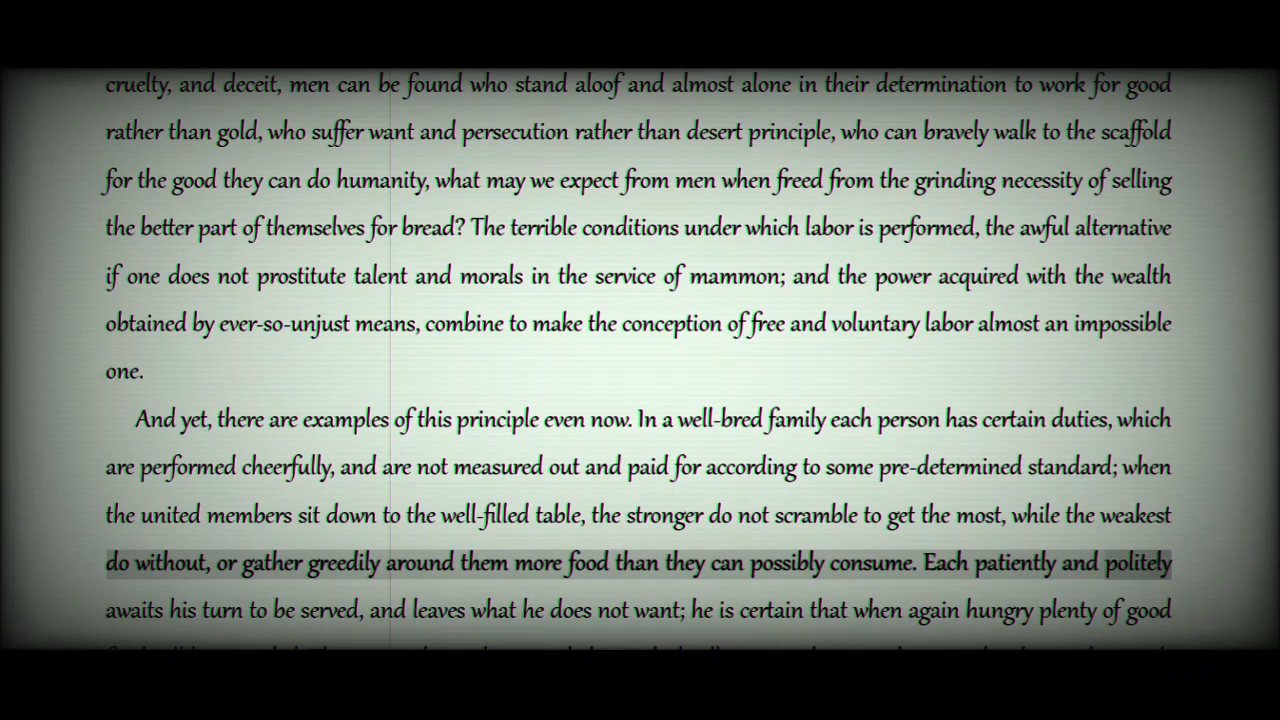 cruelty, and deceit, men can be found who stand aloof and almost alone in their determination to work for good
rather than gold, who suffer want and persecution rather than desert principle, who can bravely walk to the scaffold
for the good they can do humanity, what may we expect from men when freed from the grinding necessity of selling
the better part of themselves for bread? The terrible conditions under which labor is performed, the awful alternative
if one does not prostitute talent and morals in the service of mammon; and the power acquired with the wealth
obtained by ever-so-unjust means, combine to make the conception of free and voluntary labor almost an impossible
one.
And yet, there are examples of this principle even now. In a well-bred family each person has certain duties, which
are performed cheerfully, and are not measured out and paid for according to some pre-determined standard; when
the united members sit down to the well-filled table, the stronger do not scramble to get the most, while the weakest
do without, or gather greedily around them more food than they can possibly consume. Each patiently and politely
awaits his turn to be served, and leaves what he does not want; he is certain that when again hungry plenty of good